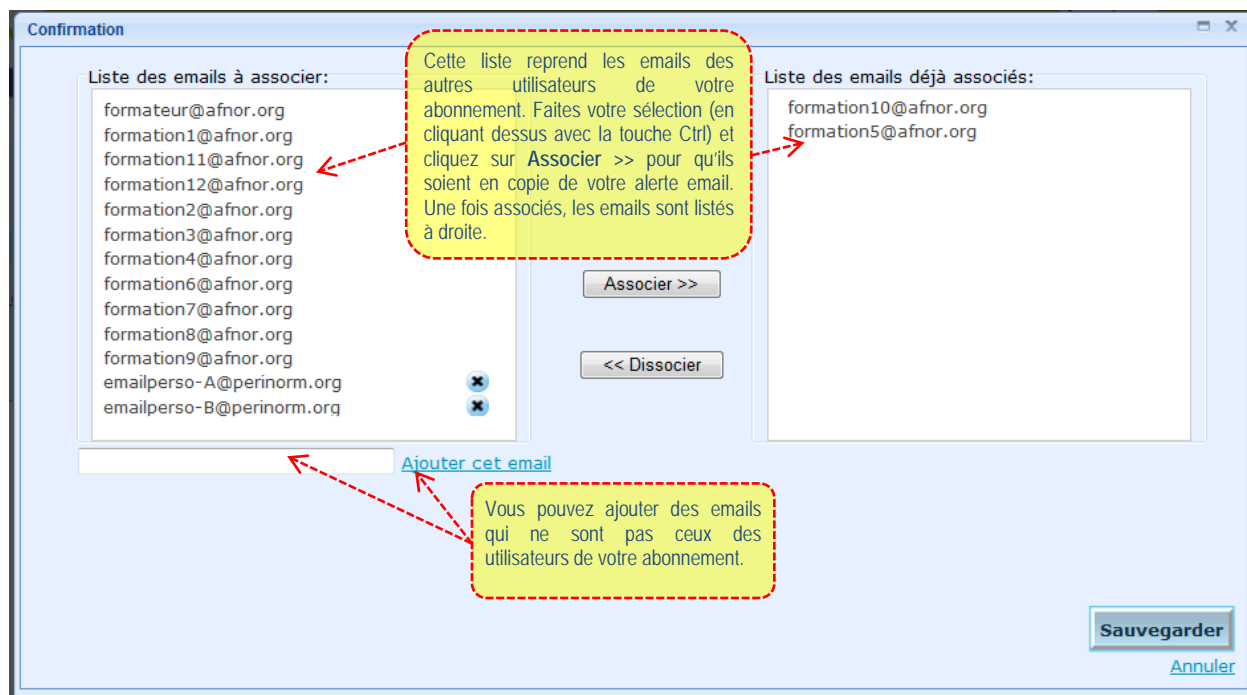 Confirmation
Liste des emails à associer:
formateur@afnor.org
formation1@afnor.org
formation11@afnor.org
formation12@afnor.org
formation2@afnor.org
formation3@afnor.org
formation4@afnor.org
formation6@afnor.org
formation7@afnor.org
formation8@afnor.org
formation9@afnor.org
emailperso-A@perinorm.org
emailperso-B@perinorm.org
Ajouter cet email
Cette liste reprend les emails des
autres utilisateurs de votre
abonnement. Faites votre sélection (en
cliquant dessus avec la touche Ctrl) et
cliquez sur Associer >> pour qu'ils
soient en copie de votre alerte email.
Une fois associés, les emails sont listés
à droite.
Associer >>
<< Dissocier
Liste des emails déjà associés:
formation10@afnor.org
formation5@afnor.org
Vous pouvez ajouter des emails
qui ne sont pas ceux des
utilisateurs de votre abonnement.
Sauvegarder
Annuler